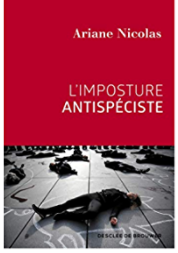 Ariane Nicolas
L'IMPOSTURE
ANTISPÉCISTE
DESCLÉE DE BROUWER